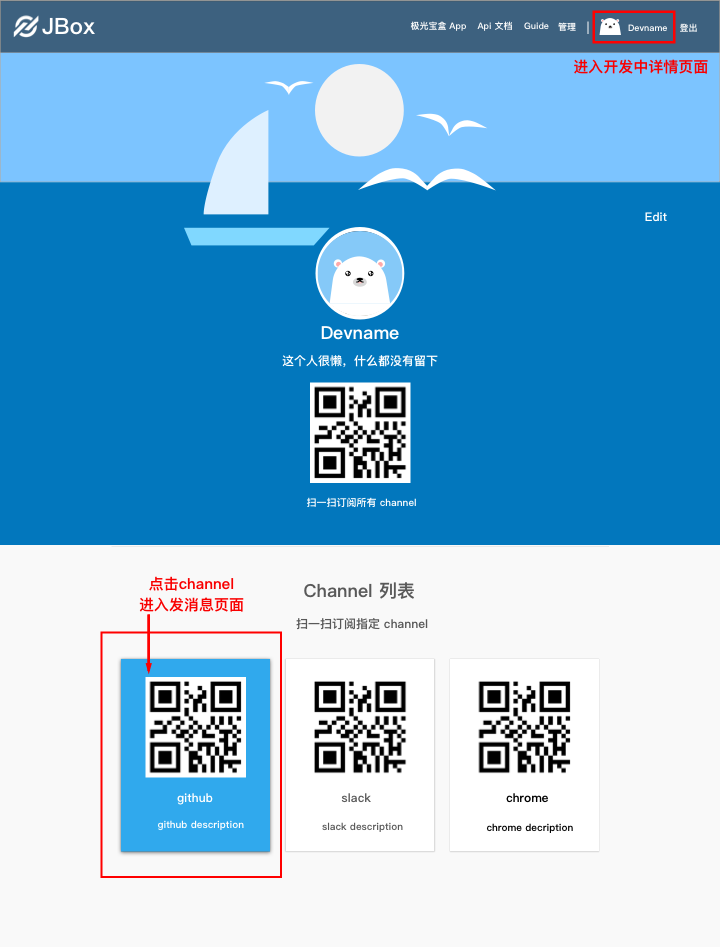 JBox
极光宝盒 App Api 文档 Guide 管理 | Devname 登出
进入开发中详情页面
Edit
Devname
这个人很懒，什么都没有留下
扫一扫订阅所有 channel
点击channel
进入发消息页面
Channel 列表
扫一扫订阅指定 channel
github
github description
slack
slack description
chrome
chrome decription